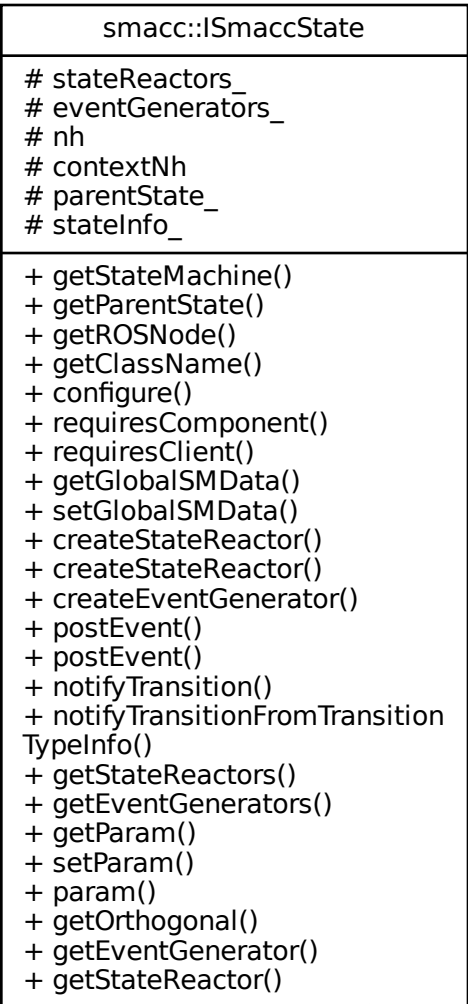 smacc::ISmaccState
# stateReactors_
# eventGenerators_
# nh
# contextNh
# parentState_
# stateInfo_
+ getStateMachine()
+ getParentState()
+ getROSNode()
+ getClassName()
+ configure()
+ requiresComponent()
+ requiresClient()
+ getGlobalSMData()
+ setGlobalSMData()
+ createStateReactor()
+ createStateReactor()
+ createEventGenerator()
+ postEvent()
+ postEvent()
+ notifyTransition()
+ notifyTransitionFromTransition
TypeInfo()
+ getStateReactors()
+ getEventGenerators()
+ getParam()
+ setParam()
+ param()
+ getOrthogonal()
+ getEventGenerator()
+ getStateReactor()